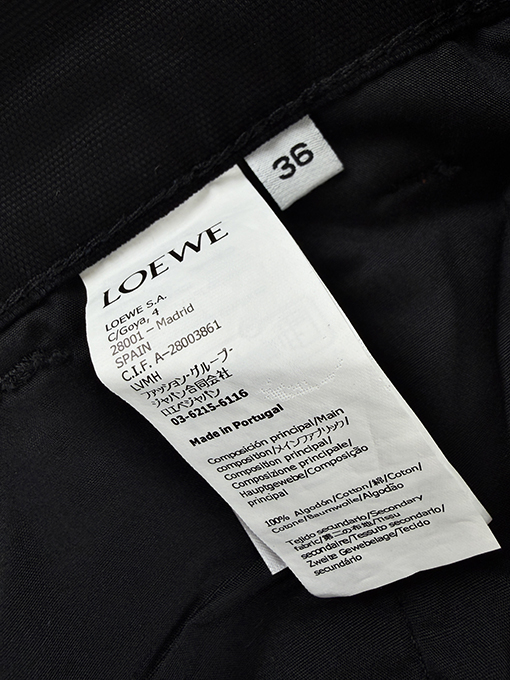 36
LOEWE
LOEWE S.A.
C/Goya, 4
28001 – Madrid
SPAIN
C.I.F. A-28003861
LVMH
ファッション・グループ・
ジャパン合同会社
ロエベジャパン
03-6215-6116
Made in Portugal
Composición principal/Main
composition/メインファブリック/
Composition principale/
Composizione principale/
Hauptgewebe/Composição
principal
100% Algodón/Cotton/綿/Coton/
Cotone/Baumwolle/Algodão
Tejido secundario/Secondary
fabric/第二の布地/Tissu
secondaire/Tessuto secondario/
Zweite Gewebelage/Tecido
secundário